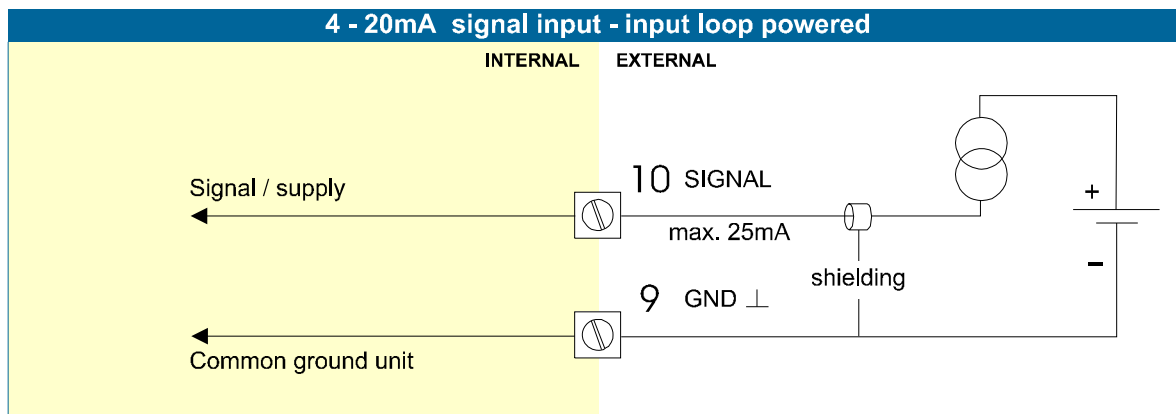 4 - 20mA signal input - input loop powered
INTERNAL EXTERNAL
Signal / supply
10 SIGNAL
max. 25mA
+
-
shielding
9 GND ⊥
Common ground unit